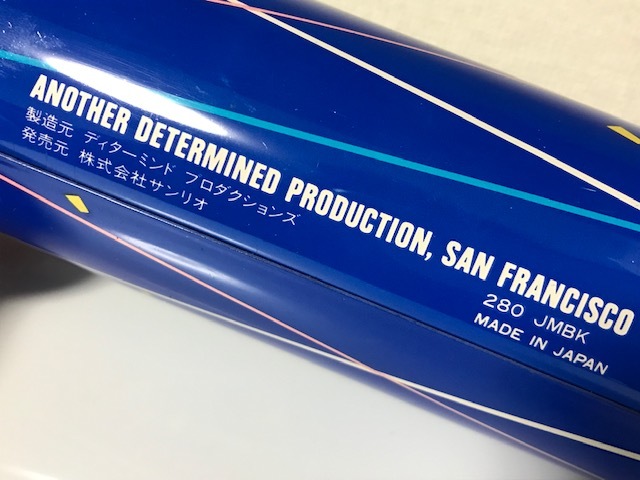 ANOTHER DETERMINED PRODUCTION, SAN FRANCISCO
製造元 ディターミンド プロダクションズ
発売元 株式会社サンリオ
280 JMBK
MADE IN JAPAN